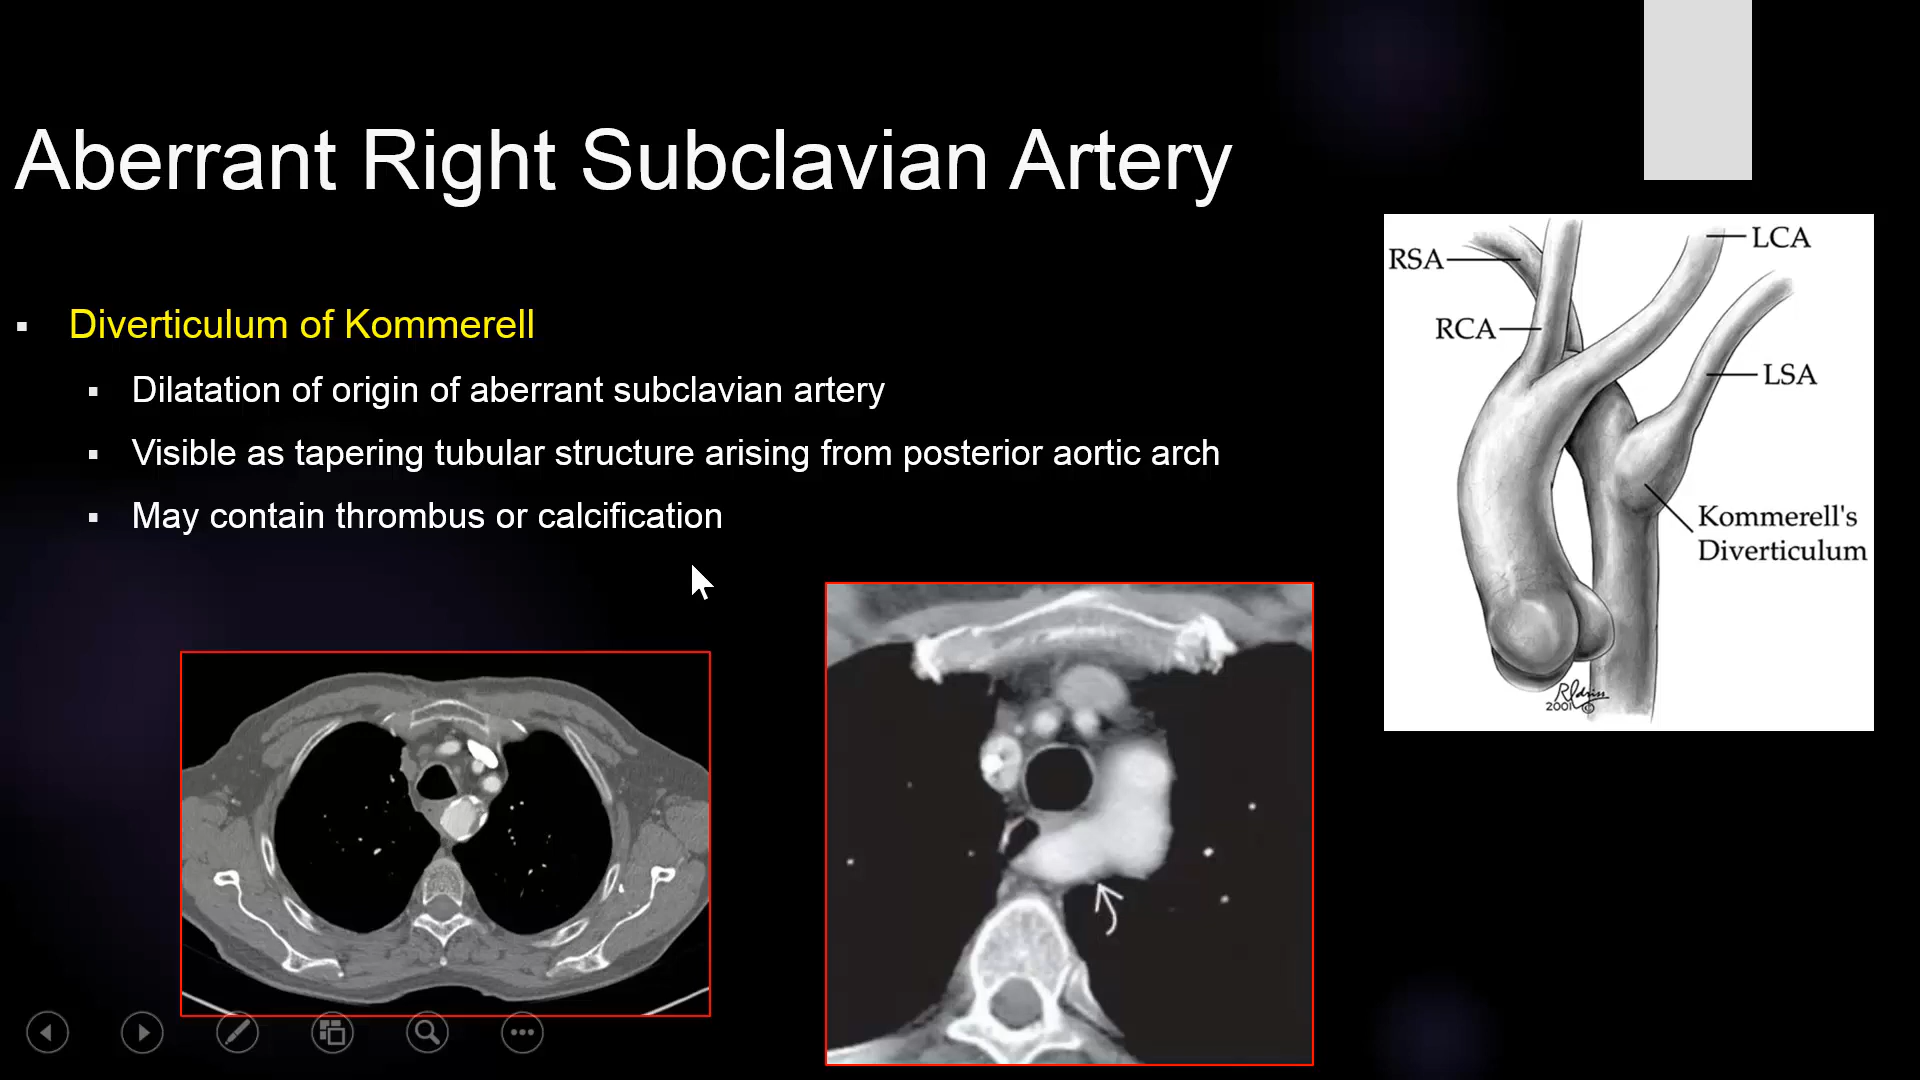 Aberrant Right Subclavian Artery
Diverticulum of Kommerell
Dilatation of origin of aberrant subclavian artery
Visible as tapering tubular structure arising from posterior aortic arch
May contain thrombus or calcification
RSA
LCA
RCA
LSA
Kommerell's
Diverticulum
2001 ©